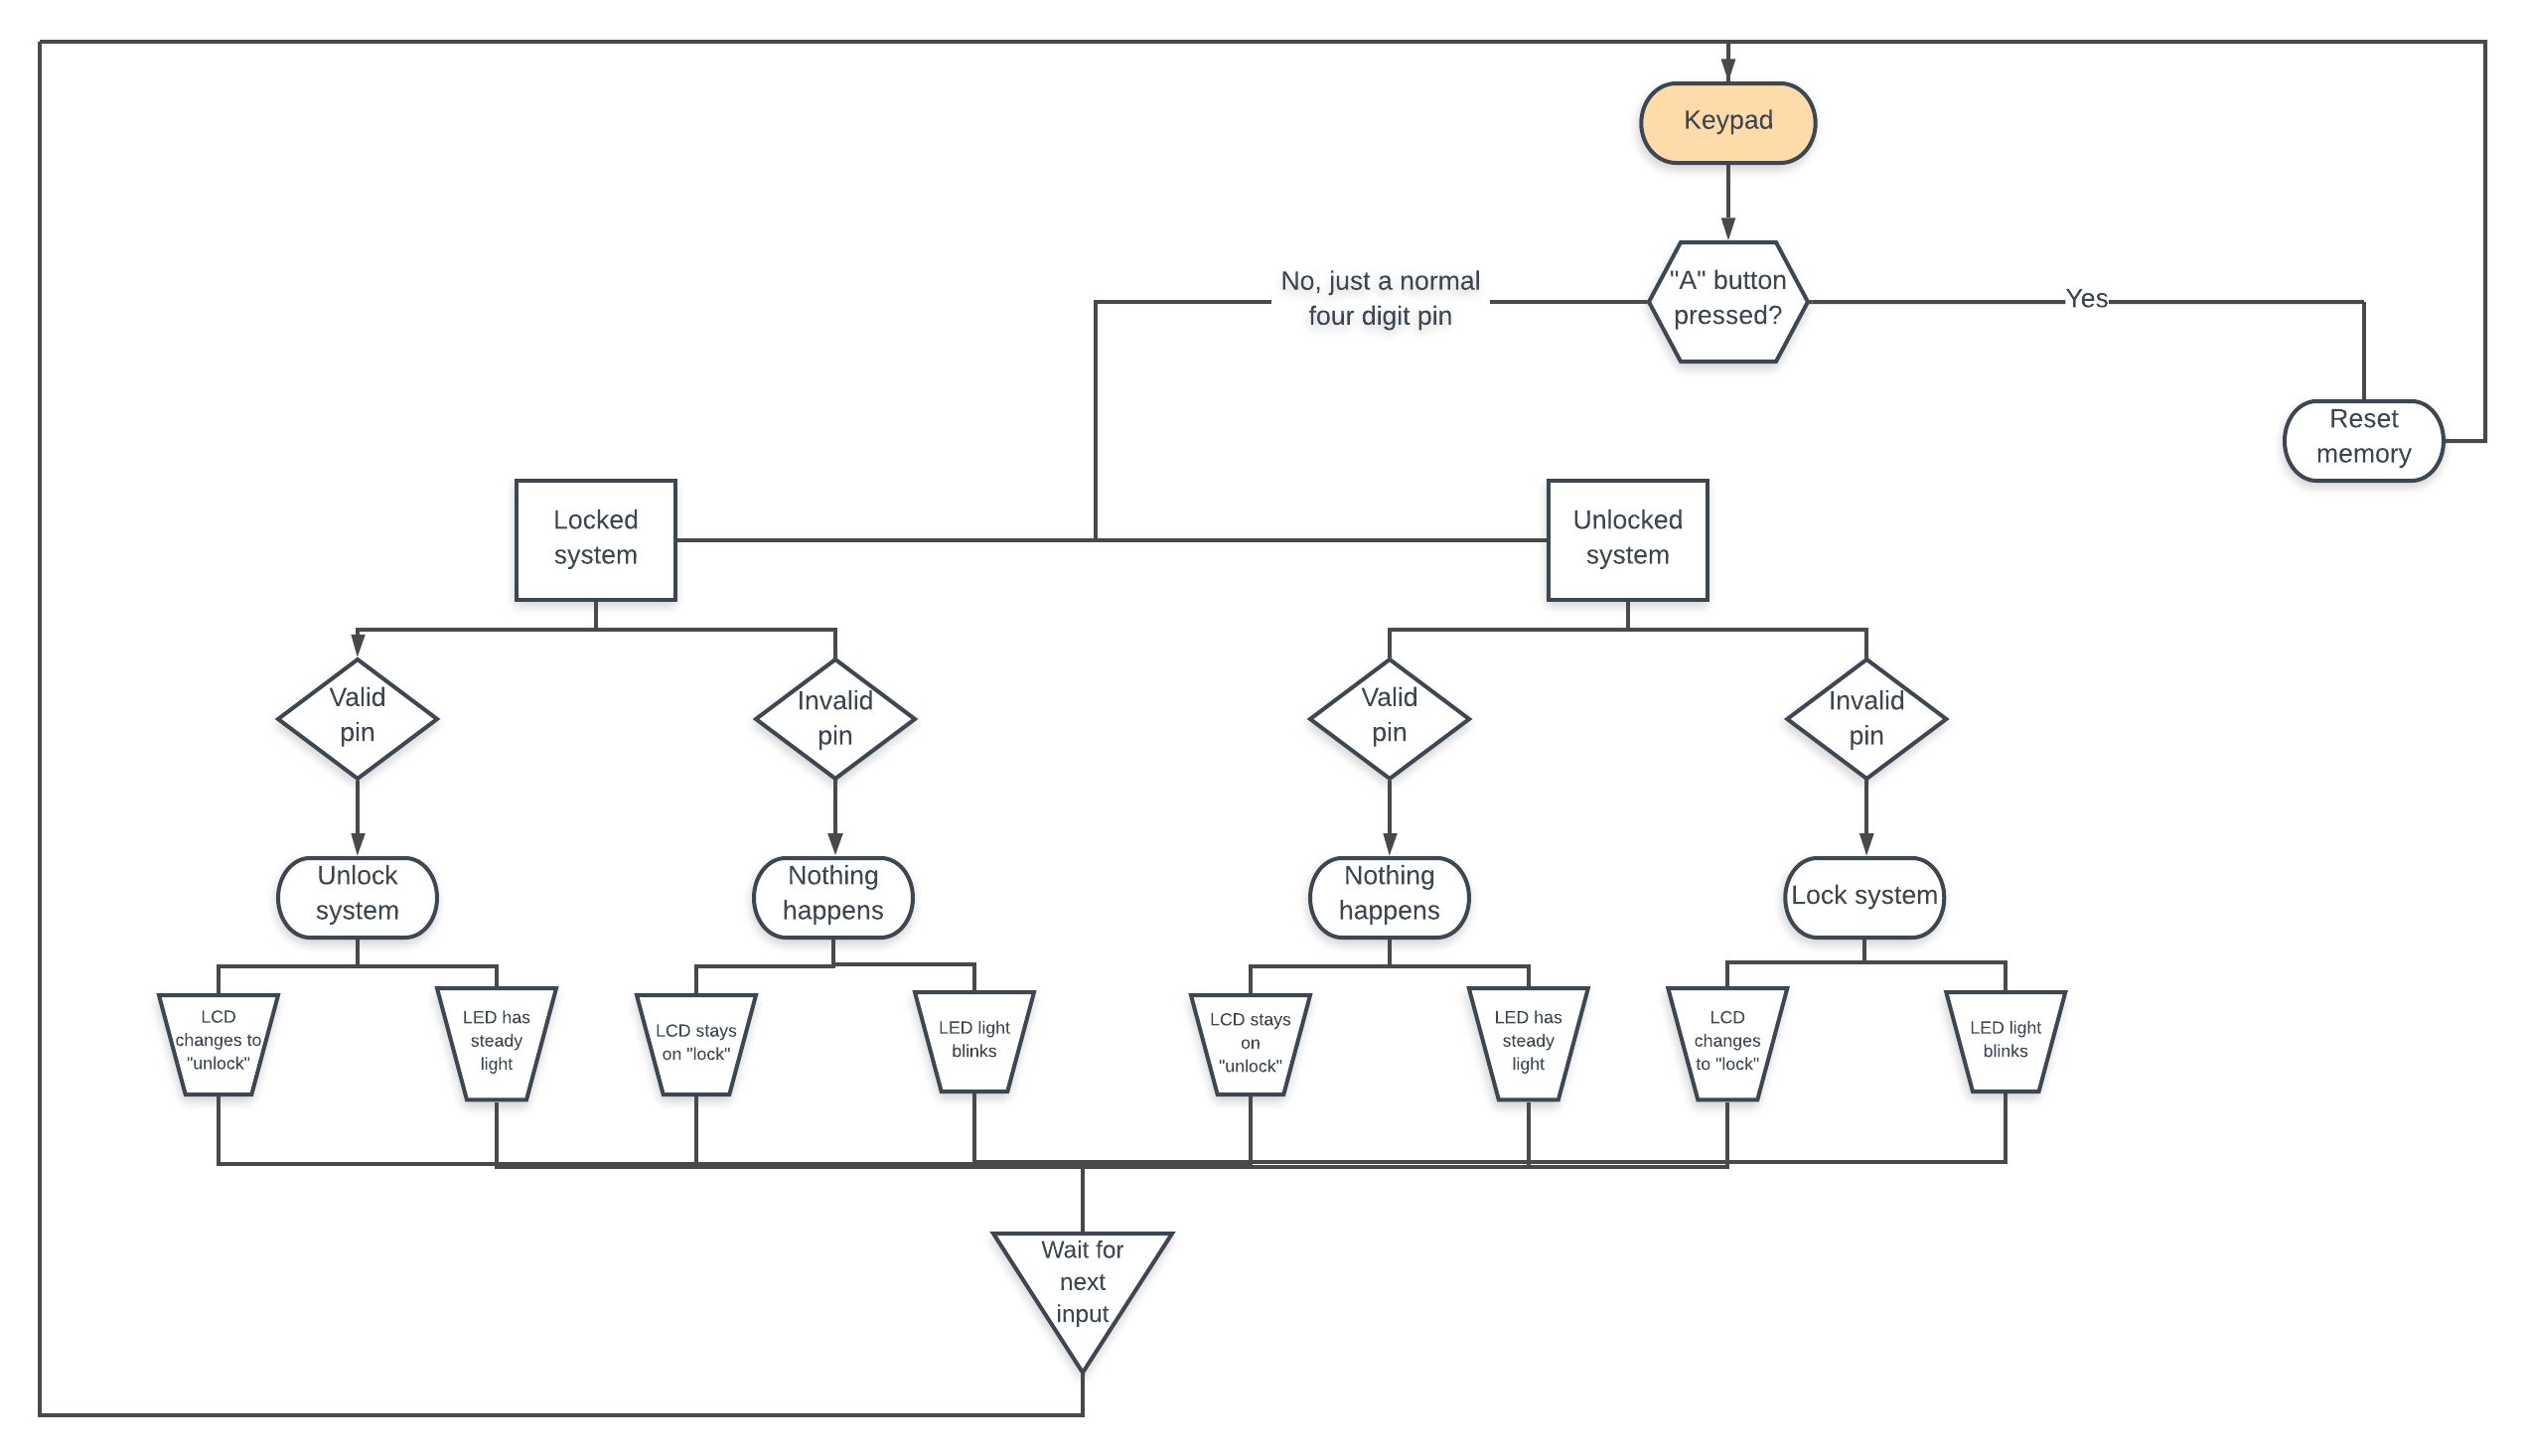 Keypad
"A" button
pressed?
No, just a normal
four digit pin
Yes
Reset
memory
Locked
system
Unlocked
system
Valid
pin
Invalid
pin
Valid
pin
Invalid
pin
Unlock
system
Nothing
happens
Nothing
happens
Lock system
LCD
changes to
"unlock"
LED has
steady
light
LCD stays
on "lock"
LED light
blinks
LCD stays
on
"unlock"
LED has
steady
light
LCD
changes
to "lock"
LED light
blinks
Wait for
next
input